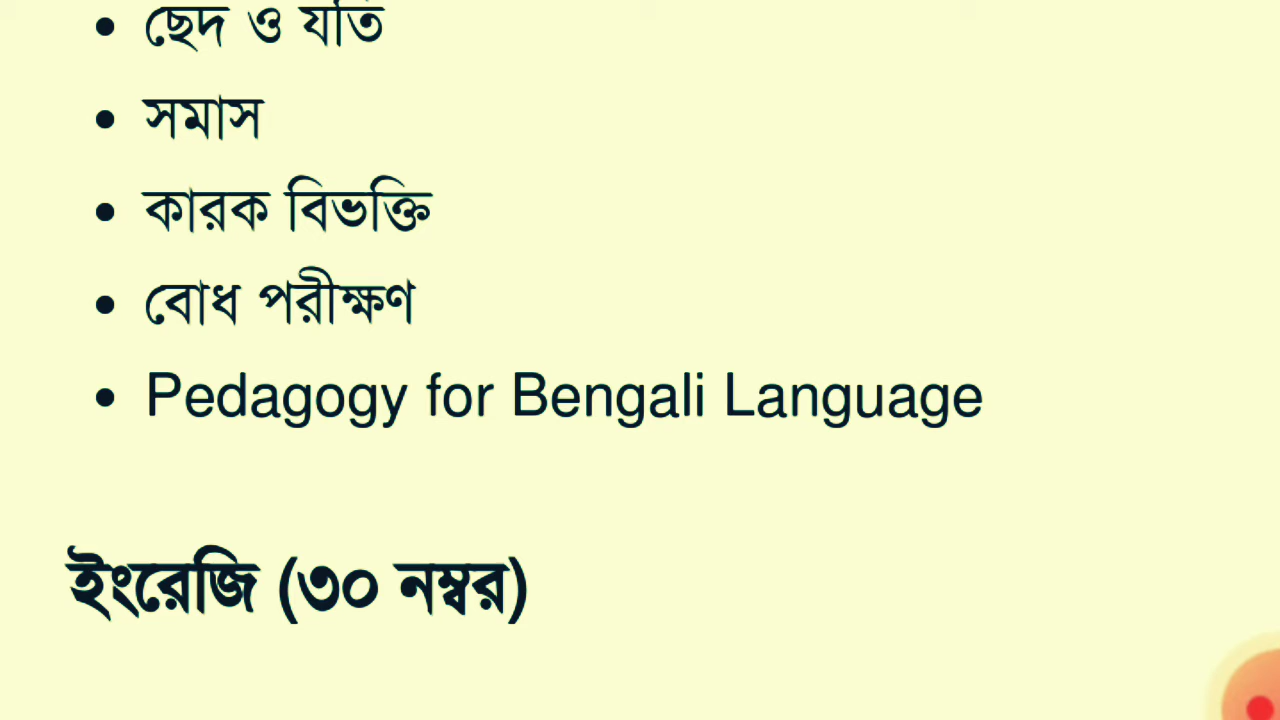 • ছেদ ও যতি
• সমাস
• কারক বিভক্তি
• বোধ পরীক্ষণ
• Pedagogy for Bengali Language
ইংরেজি (৩০ নম্বর)